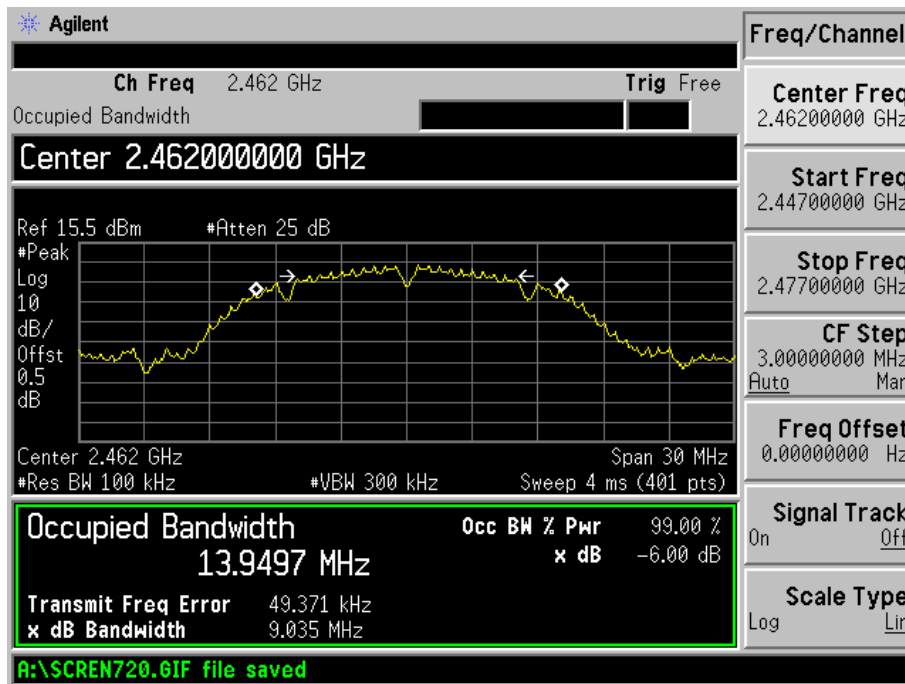 Agilent
Ch Freq 2.462 GHz Trig Free
Occupied Bandwidth
Center 2.462000000 GHz
Ref 15.5 dBm #Atten 25 dB
#Peak
Log
10
dB/
Offst
0.5
dB
Center 2.462 GHz Span 30 MHz
#Res BW 100 kHz #VBW 300 kHz Sweep 4 ms (401 pts)
Occupied Bandwidth Occ BW % Pwr 99.00 %
13.9497 MHz x dB -6.00 dB
Transmit Freq Error 49.371 kHz
x dB Bandwidth 9.035 MHz
A:\SCREN720.GIF file saved
Freq/Channel
Center Freq
2.46200000 GHz
Start Freq
2.44700000 GHz
Stop Freq
2.47700000 GHz
CF Step
3.00000000 MHz
Auto Man
Freq Offset
0.00000000 Hz
Signal Track
On Off
Scale Type
Log Lin